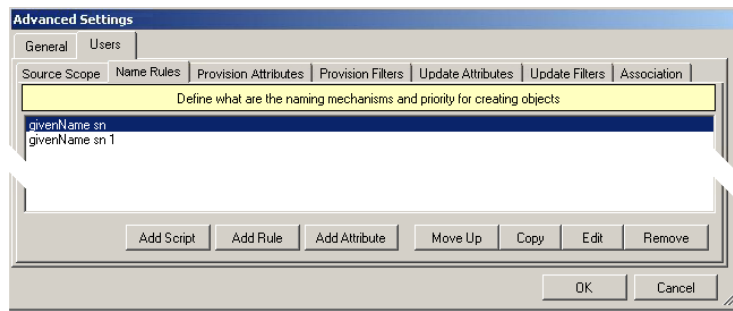 Advanced Settings
General Users
Source Scope Name Rules Provision Attributes Provision Filters Update Attributes Update Filters Association
Define what are the naming mechanisms and priority for creating objects
givenName sn
givenName sn 1
Add Script Add Rule Add Attribute Move Up Copy Edit Remove
OK Cancel